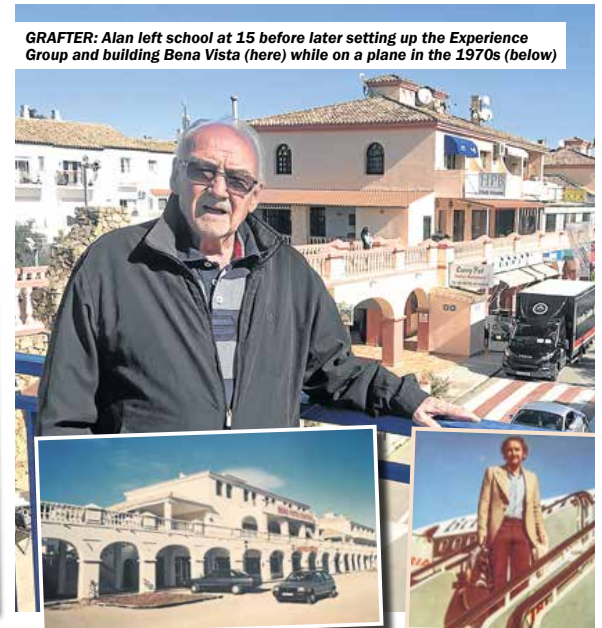 GRAFTER: Alan left school at 15 before later setting up the Experience
Group and building Bena Vista (here) while on a plane in the 1970s (below)
HPB
Curry Pot